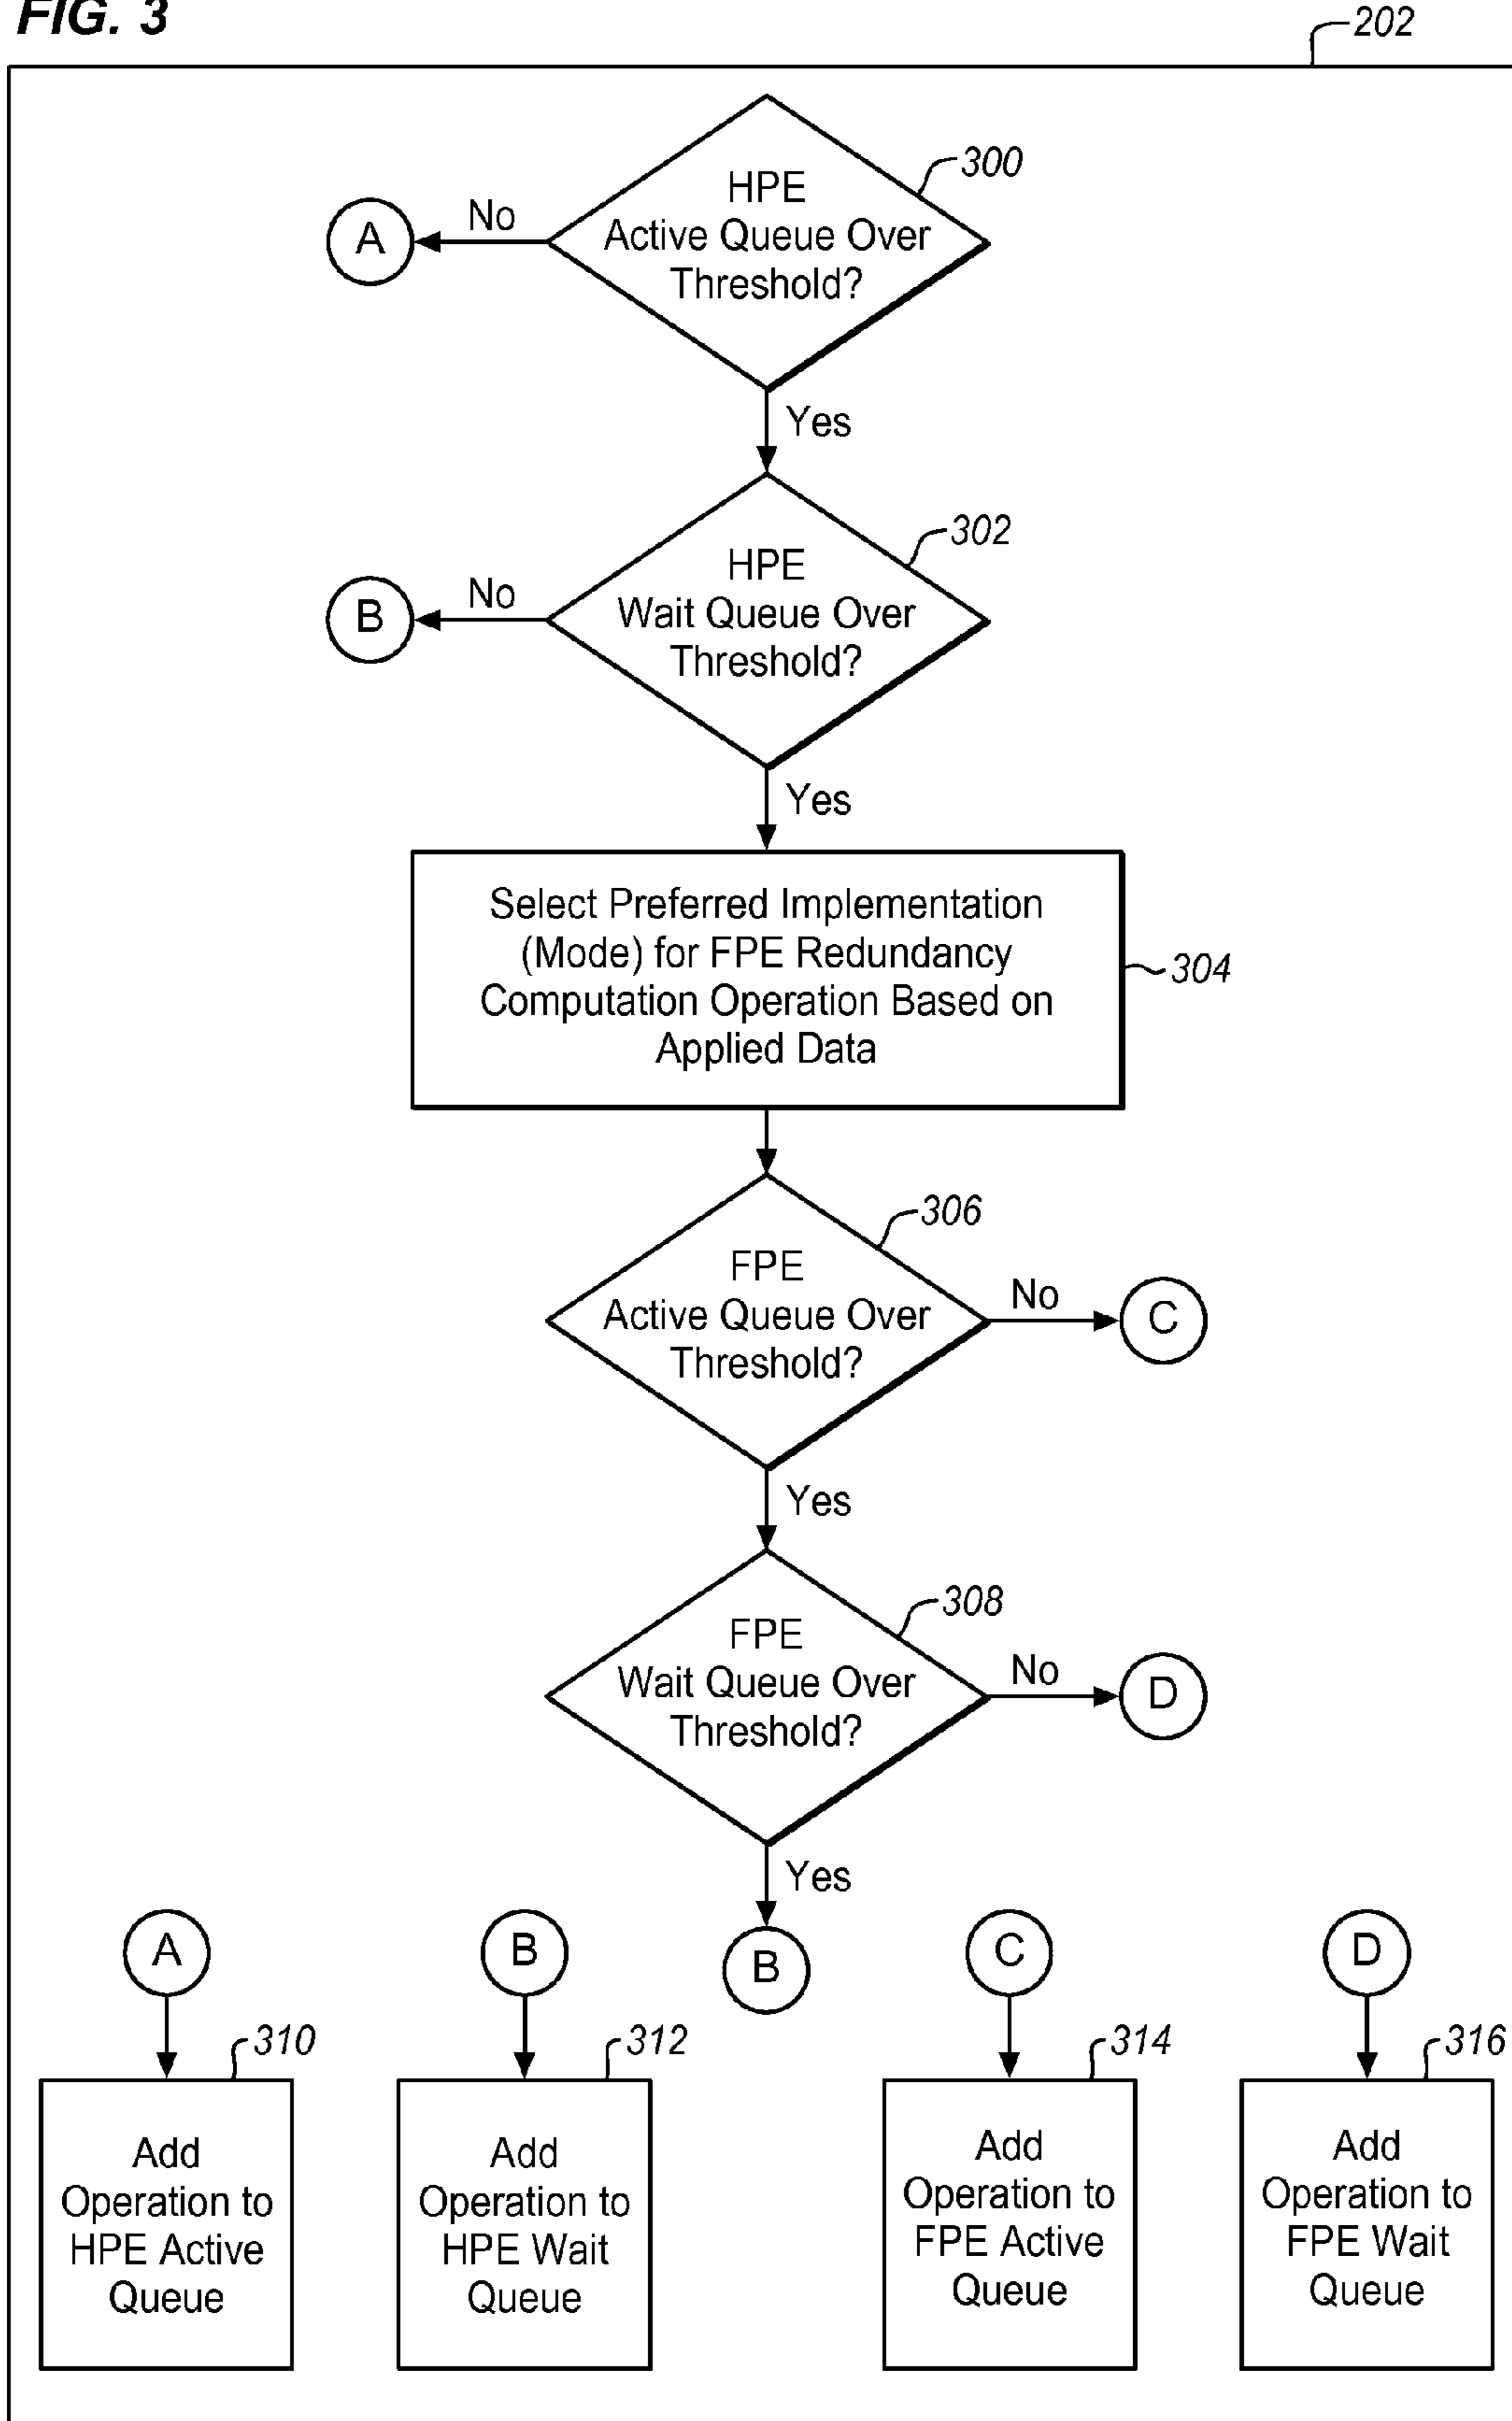 FIG. 3
202
HPE
Active Queue Over
Threshold?
300
No
A
Yes
HPE
Wait Queue Over
Threshold?
302
No
B
Yes
Select Preferred Implementation
(Mode) for FPE Redundancy
Computation Operation Based on
Applied Data
304
FPE
Active Queue Over
Threshold?
306
No
C
Yes
FPE
Wait Queue Over
Threshold?
308
No
D
Yes
B
A
310
Add
Operation to
HPE Active
Queue
B
312
Add
Operation to
HPE Wait
Queue
C
314
Add
Operation to
FPE Active
Queue
D
316
Add
Operation to
FPE Wait
Queue